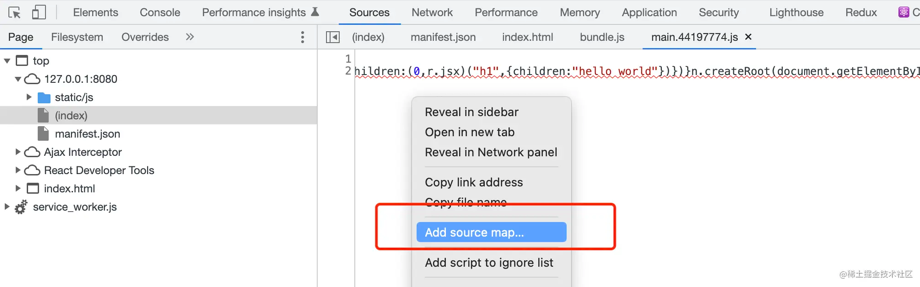 Elements Console Performance insights Sources Network Performance Memory Application Security Lighthouse Redux C
Page Filesystem Overrides » (index) manifest.json index.html bundle.js main.44197774.js ×
top
127.0.0.1:8080
static/js
(index)
manifest.json
Ajax Interceptor
React Developer Tools
index.html
service_worker.js
1
2 hildren:(0,r.jsx)("h1",{children:"hello world"})})}n.createRoot(document.getElementByI
Reveal in sidebar
Open in new tab
Reveal in Network panel
Copy link address
Copy file name
Add source map...
Add script to ignore list
@稀土掘金技术社区